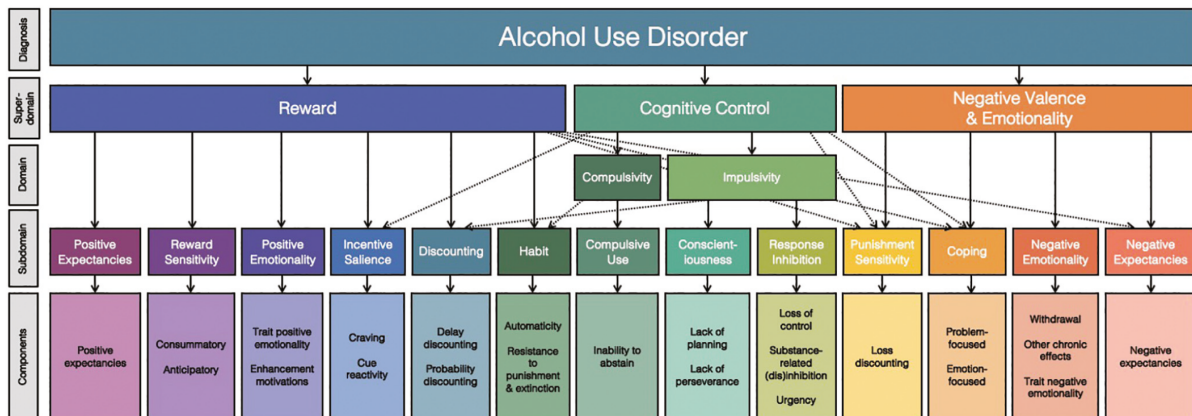 Diagnosis
Alcohol Use Disorder
Super-
domain
Reward
Cognitive Control
Negative Valence
& Emotionality
Domain
Compulsivity
Impulsivity
Subdomain
Positive
Expectancies
Reward
Sensitivity
Positive
Emotionality
Incentive
Salience
Discounting
Habit
Compulsive
Use
Conscient-
iousness
Response
Inhibition
Punishment
Sensitivity
Coping
Negative
Emotionality
Negative
Expectancies
Components
Positive
expectancies
Consummatory
Anticipatory
Trait positive
emotionality
Enhancement
motivations
Craving
Cue
reactivity
Delay
discounting
Probability
discounting
Automaticity
Resistance
to
punishment
& extinction
Inability to
abstain
Lack of
planning
Lack of
perseverance
Loss of
control
Substance-
related
(dis)inhibition
Urgency
Loss
discounting
Problem-
focused
Emotion-
focused
Withdrawal
Other chronic
effects
Trait negative
emotionality
Negative
expectancies